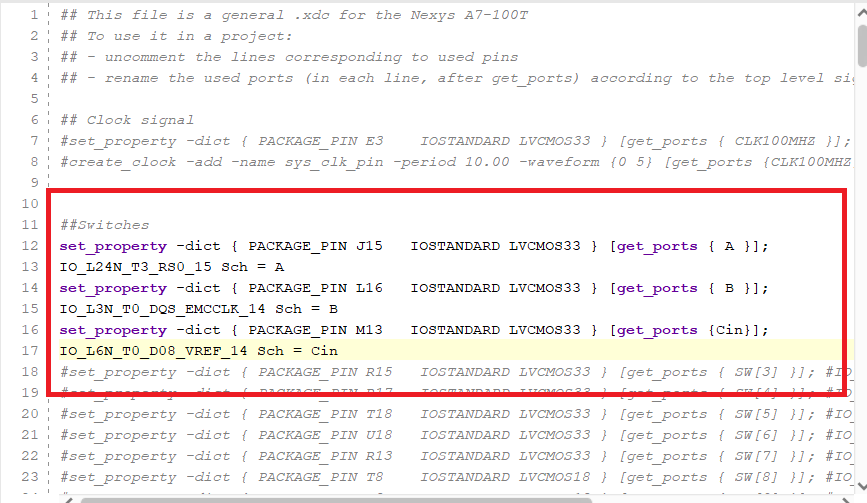 1 ## This file is a general .xdc for the Nexys A7-100T
2 ## To use it in a project:
3 ## - uncomment the lines corresponding to used pins
4 ## - rename the used ports (in each line, after get_ports) according to the top level si
5
6 ## Clock signal
7 #set_property -dict { PACKAGE_PIN E3 IOSTANDARD LVCMOS33 } [get_ports { CLK100MHZ }];
8 #create_clock -add -name sys_clk_pin -period 10.00 -waveform {0 5} [get_ports {CLK100MHZ
9
10
11 ##Switches
12 set_property -dict { PACKAGE_PIN J15 IOSTANDARD LVCMOS33 } [get_ports { A }];
13 IO_L24N_T3_RS0_15 Sch = A
14 set_property -dict { PACKAGE_PIN L16 IOSTANDARD LVCMOS33 } [get_ports { B }];
15 IO_L3N_T0_DQS_EMCCLK_14 Sch = B
16 set_property -dict { PACKAGE_PIN M13 IOSTANDARD LVCMOS33 } [get_ports {Cin}];
17 IO_L6N_T0_D08_VREF_14 Sch = Cin
18 #set_property -dict { PACKAGE_PIN R15 IOSTANDARD LVCMOS33 } [get_ports { SW[3] }]; #IO_
19 #set_property -dict { PACKAGE_PIN R17 IOSTANDARD LVCMOS33 } [get_ports { SW[4] }]; #IO_
20 #set_property -dict { PACKAGE_PIN T18 IOSTANDARD LVCMOS33 } [get_ports { SW[5] }]; #IO_
21 #set_property -dict { PACKAGE_PIN U18 IOSTANDARD LVCMOS33 } [get_ports { SW[6] }]; #IO_
22 #set_property -dict { PACKAGE_PIN R13 IOSTANDARD LVCMOS33 } [get_ports { SW[7] }]; #IO_
23 #set_property -dict { PACKAGE_PIN T8 IOSTANDARD LVCMOS18 } [get_ports { SW[8] }]; #IO_